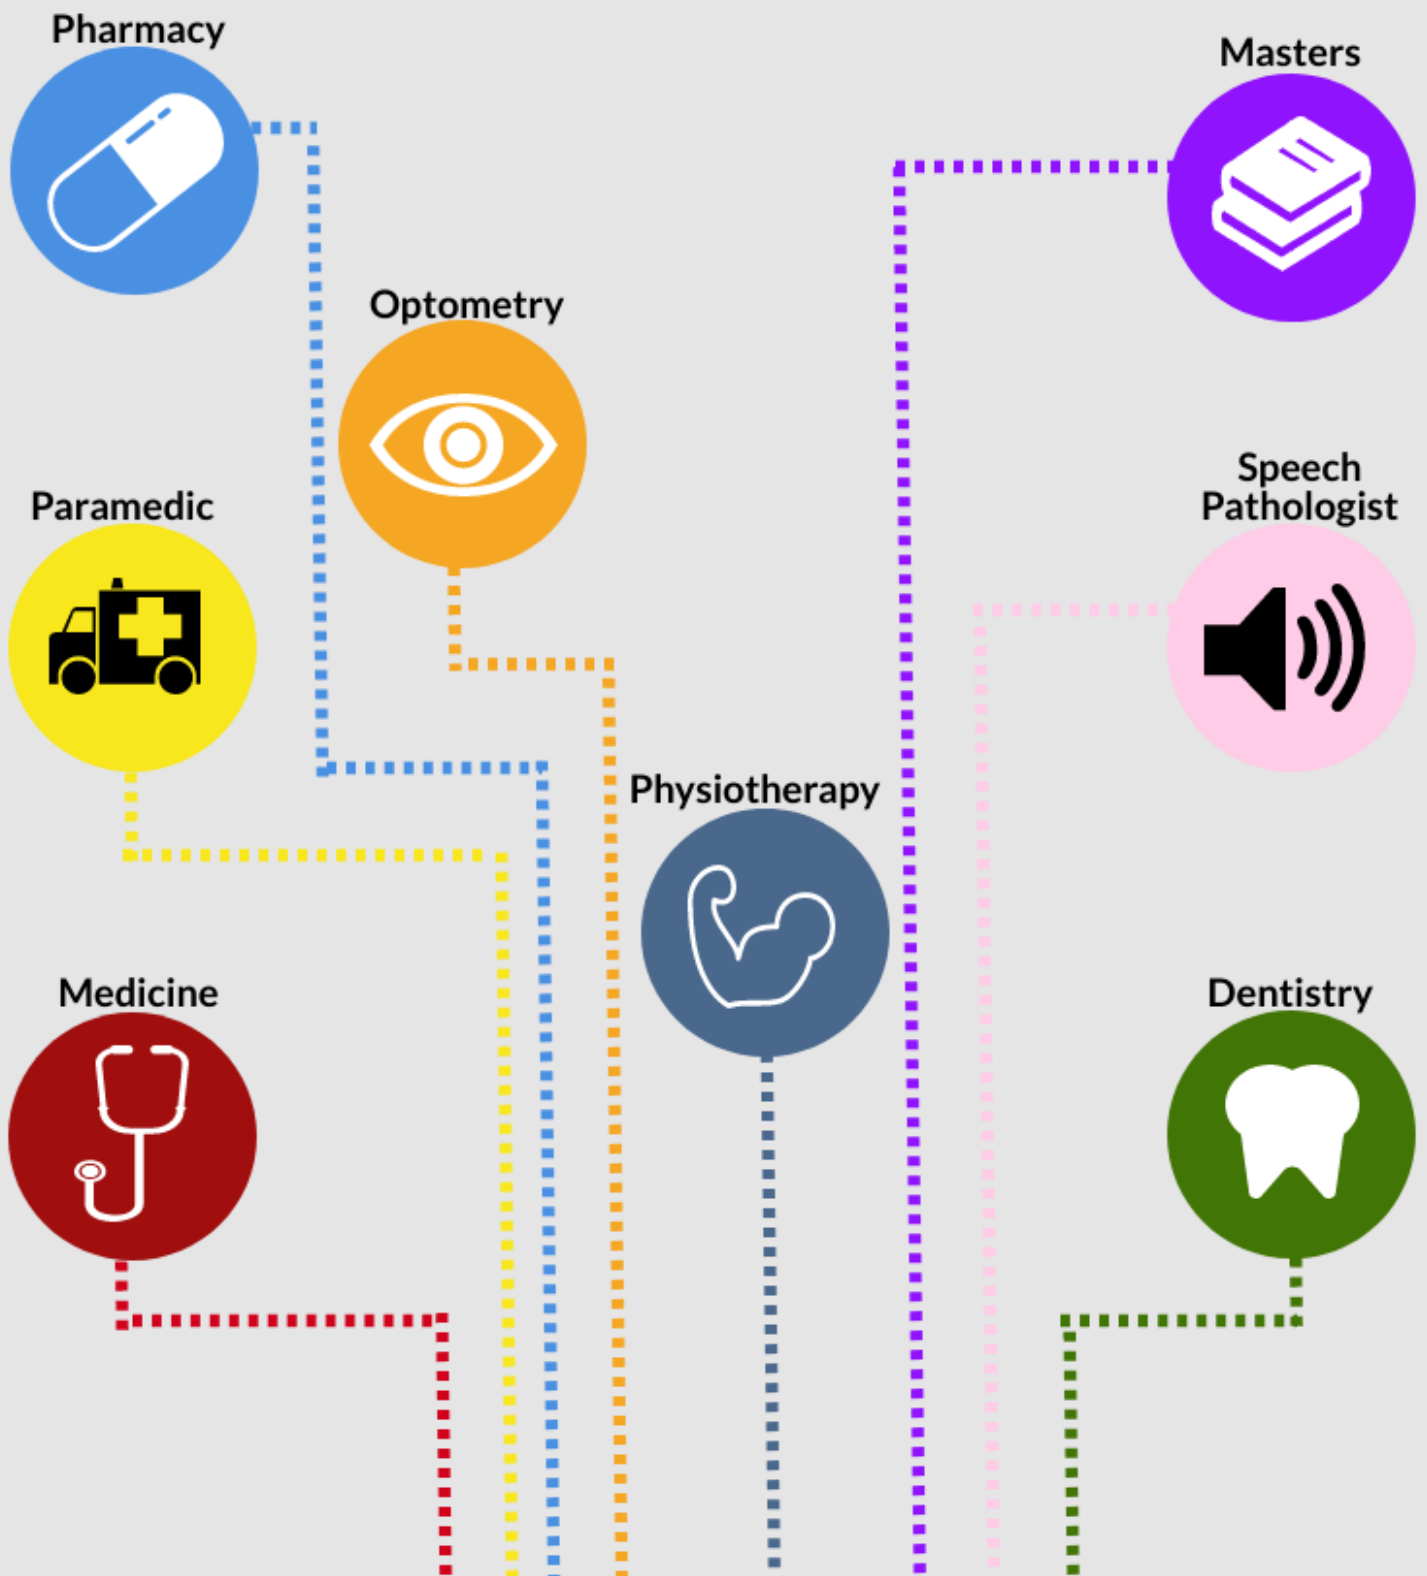 Pharmacy
Masters
Optometry
Speech
Pathologist
Paramedic
Physiotherapy
Medicine
Dentistry